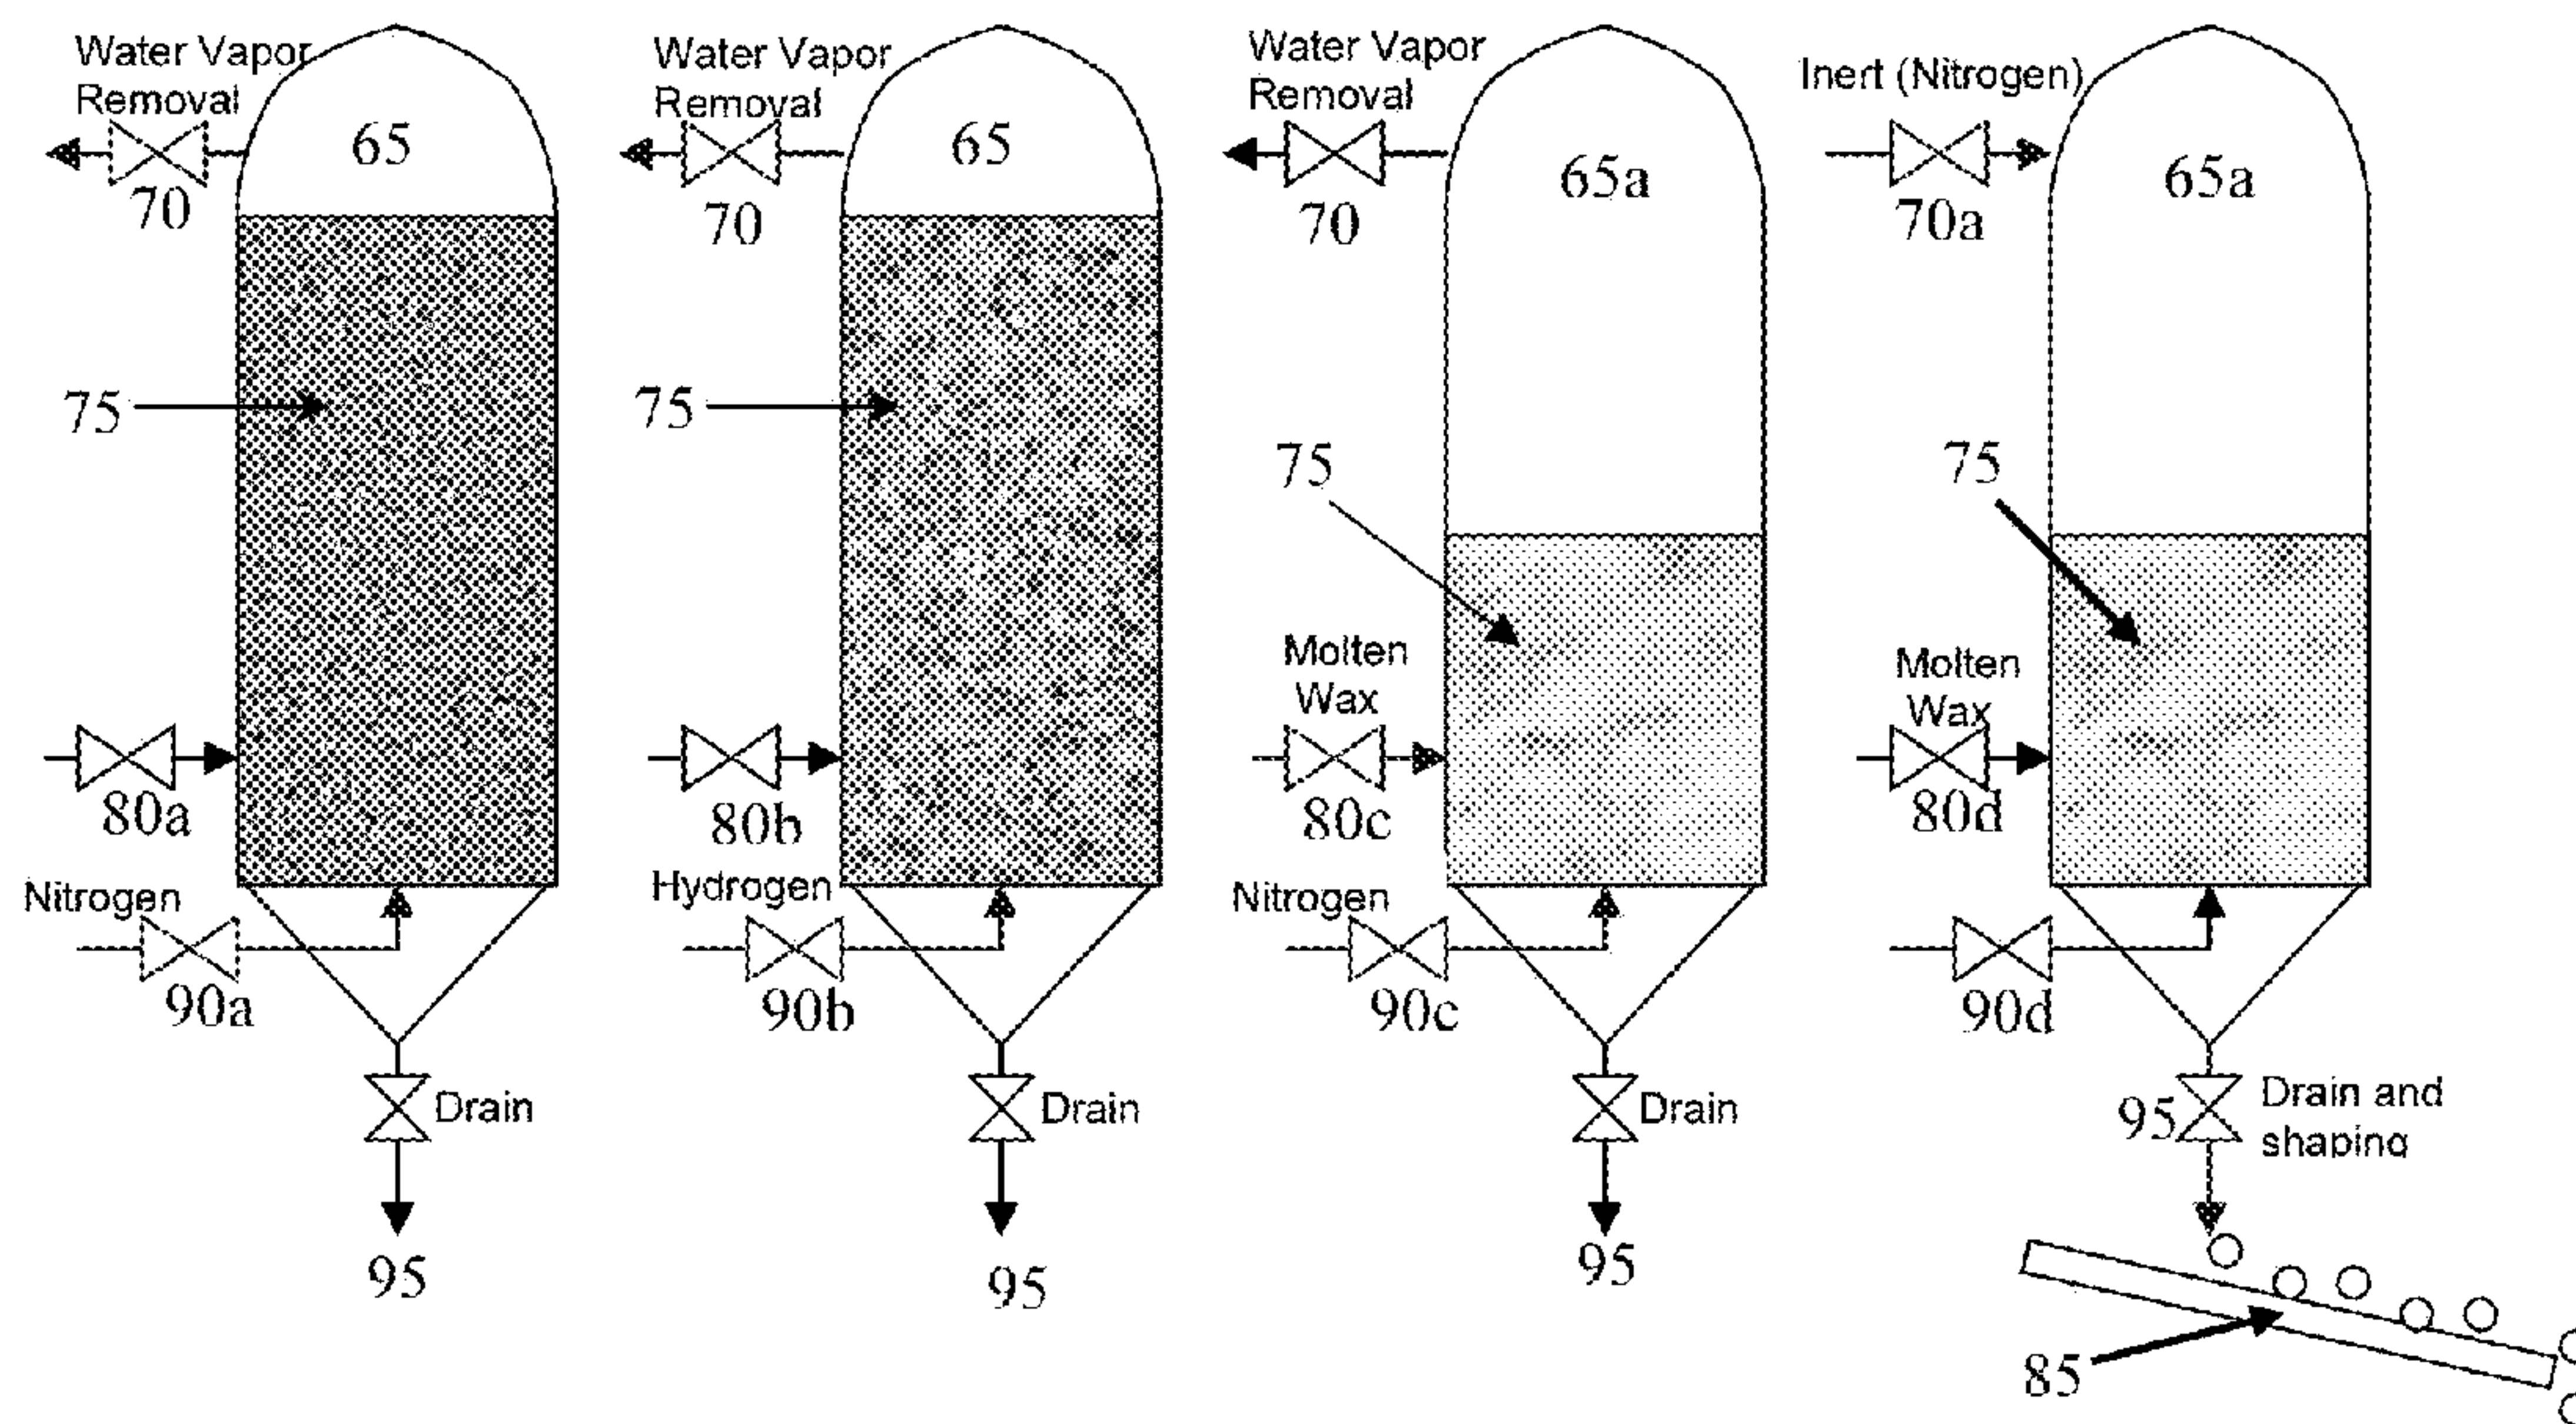 Water Vapor
Removal
70
65
75
80a
Nitrogen
90a
Drain
95
Water Vapor
Removal
70
65
75
80b
Hydrogen
90b
Drain
95
Water Vapor
Removal
70
65a
75
Molten
Wax
80c
Nitrogen
90c
Drain
95
Inert (Nitrogen)
70a
65a
75
Molten
Wax
80d
90d
95
Drain and
shaping
85